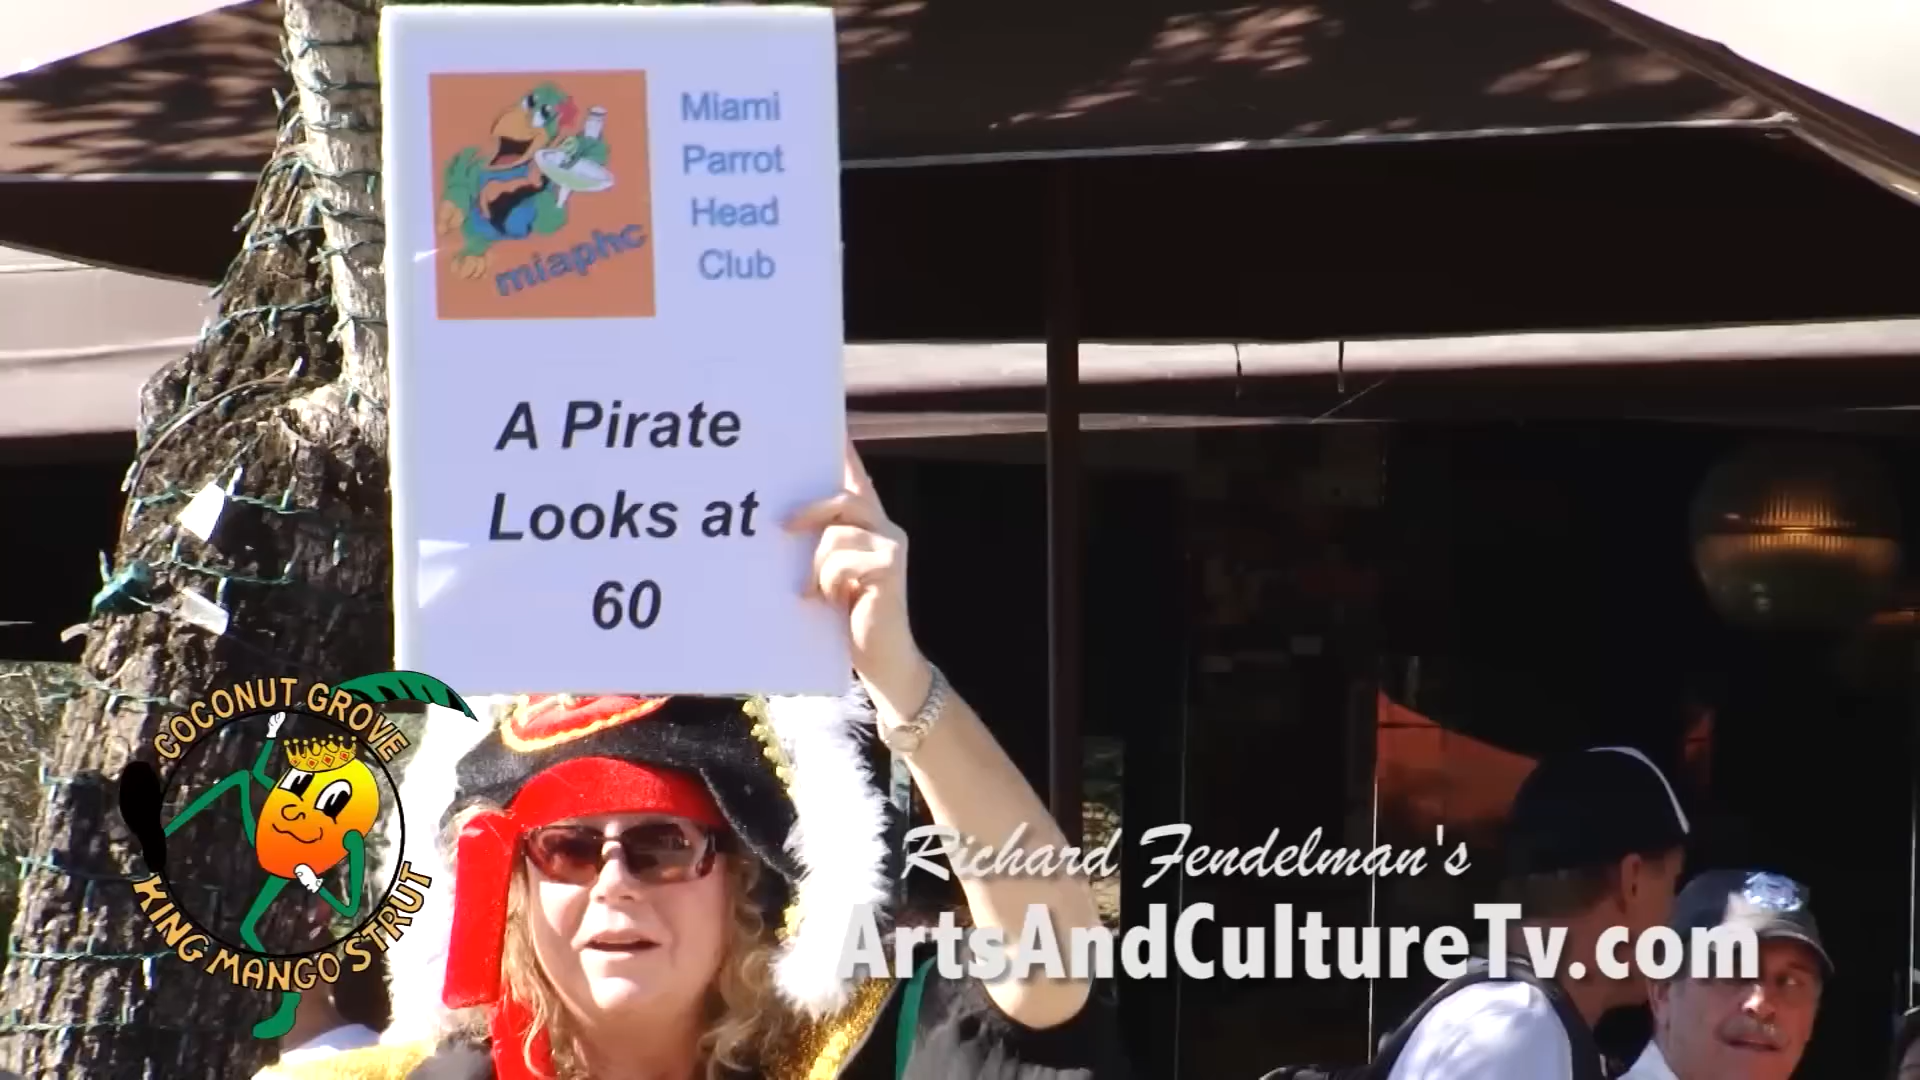 Miami
Parrot
Head
Club
miaphc
A Pirate
Looks at
60
COCONUT GROVE
KING MANGO STRUT
Richard Fendelman's
ArtsAndCultureTv.com